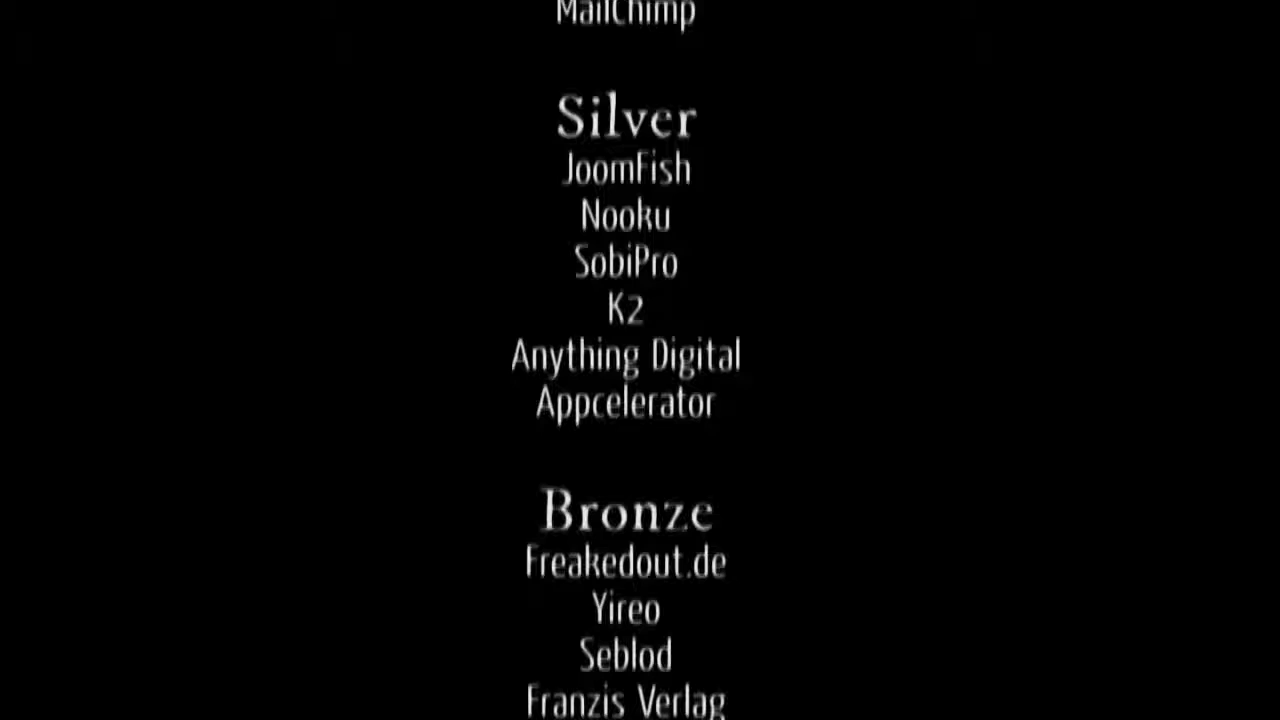 MailChimp
Silver
JoomFish
Nooku
SobiPro
K2
Anything Digital
Appcelerator
Bronze
Freakedout.de
Yireo
Seblod
Franzis Verlag